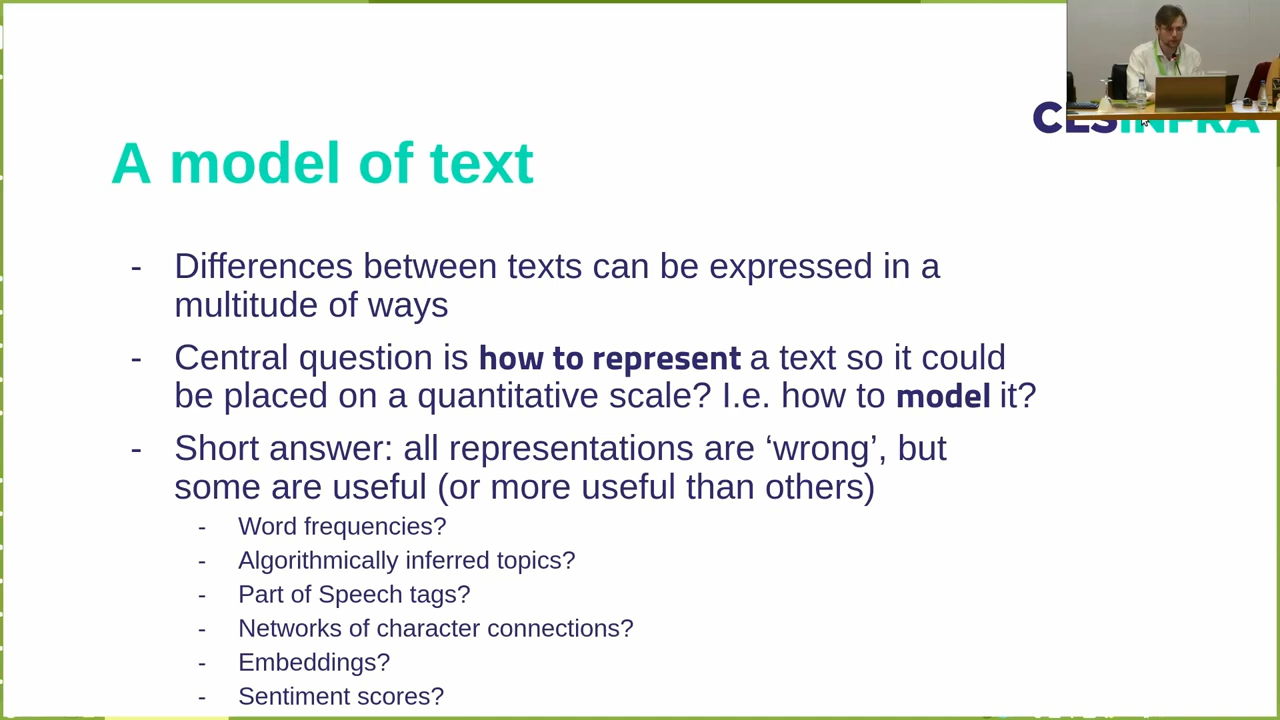 CLSINFRA
A model of text
- Differences between texts can be expressed in a
multitude of ways
- Central question is how to represent a text so it could
be placed on a quantitative scale? I.e. how to model it?
- Short answer: all representations are ‘wrong’, but
some are useful (or more useful than others)
- Word frequencies?
- Algorithmically inferred topics?
- Part of Speech tags?
- Networks of character connections?
- Embeddings?
- Sentiment scores?